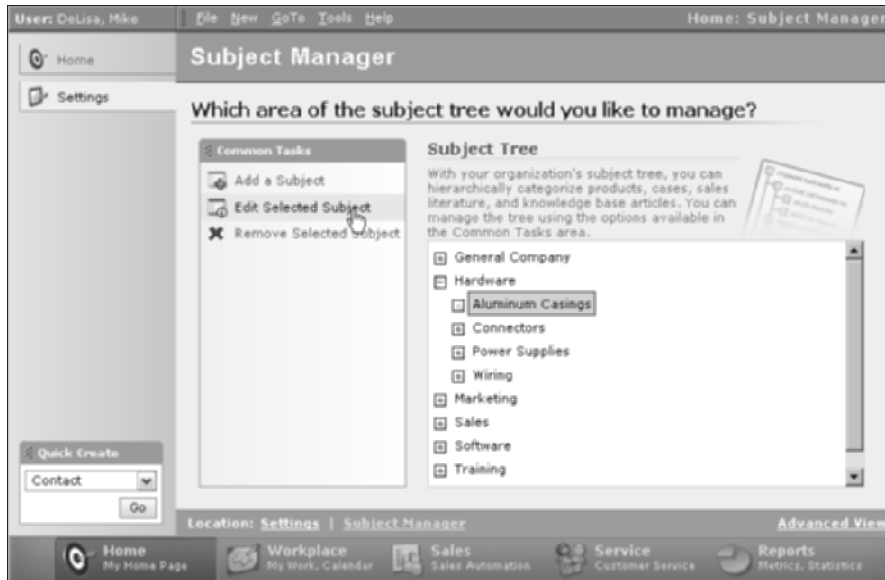 User: DeLisa, Mike
File New GoTo Tools Help
Home: Subject Manager
Home
Settings
Subject Manager
Which area of the subject tree would you like to manage?
Common Tasks
Add a Subject
Edit Selected Subject
Remove Selected Subject
Subject Tree
With your organization's subject tree, you can
hierarchically categorize products, cases, sales
literature, and knowledge base articles. You can
manage the tree using the options available in
the Common Tasks area.
General Company
Hardware
Aluminum Casings
Connectors
Power Supplies
Wiring
Marketing
Sales
Software
Training
Quick Create
Contact
Go
Location: Settings | Subject Manager
Advanced View
Home
My Home Page
Workplace
My Work, Calendar
Sales
Sales Automation
Service
Customer Service
Reports
Metrics, Statistics